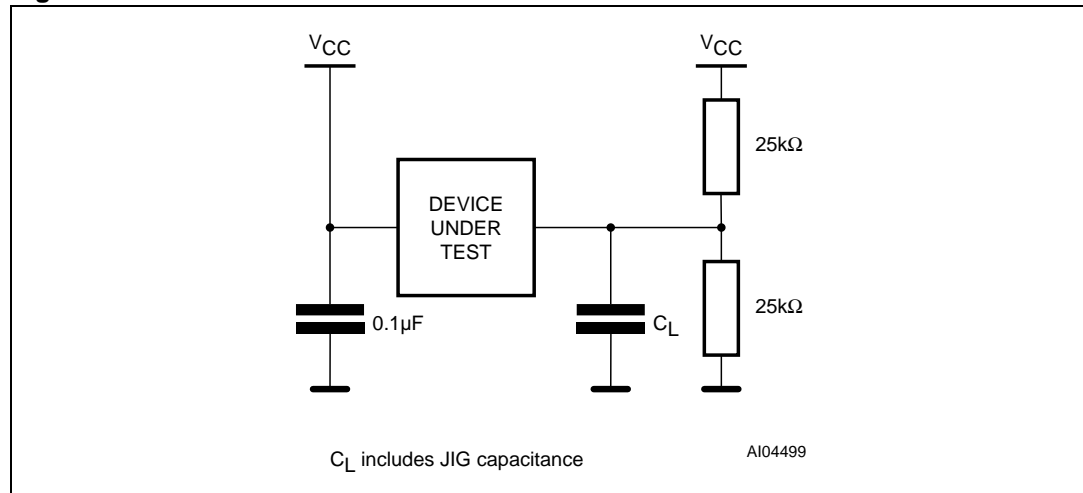 VCC
VCC
25kΩ
DEVICE
UNDER
TEST
0.1µF
CL
25kΩ
CL includes JIG capacitance
AI04499